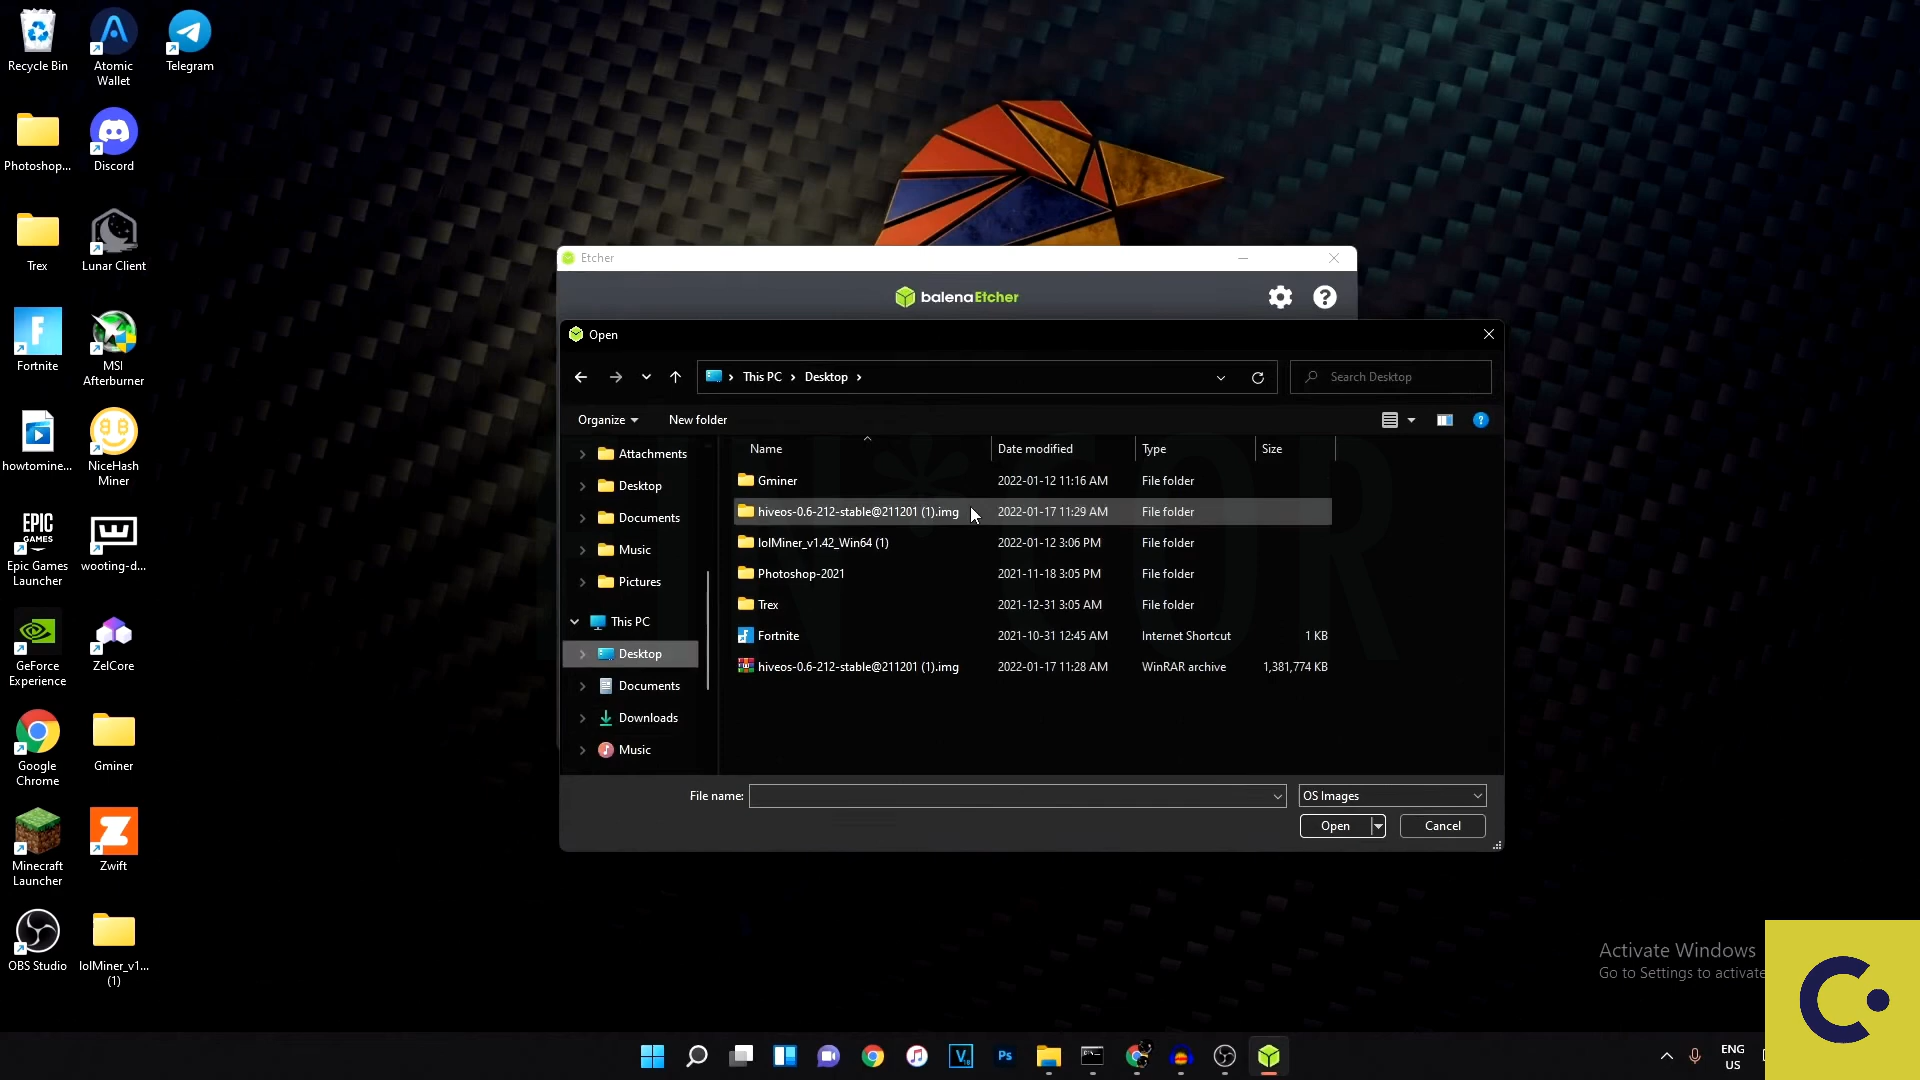 Recycle Bin
Atomic
Wallet
Telegram
Photoshop...
Discord
Trex
Lunar Client
Fortnite
MSI
Afterburner
howtomine...
NiceHash
Miner
EPIC
GAMES
Epic Games
Launcher
wooting-d...
GeForce
Experience
ZelCore
Google
Chrome
Gminer
Minecraft
Launcher
Zwift
OBS Studio
lolMiner_v1...
(1)
Etcher
balenaEtcher
Open
This PC
Desktop
Search Desktop
Organize
New folder
Name
Date modified
Type
Size
Attachments
Desktop
Documents
Music
Pictures
This PC
Desktop
Documents
Downloads
Music
Gminer 2022-01-12 11:16 AM File folder
hiveos-0.6-212-stable@211201 (1).img 2022-01-17 11:29 AM File folder
lolMiner_v1.42_Win64 (1) 2022-01-12 3:06 PM File folder
Photoshop-2021 2021-11-18 3:05 PM File folder
Trex 2021-12-31 3:05 AM File folder
Fortnite 2021-10-31 12:45 AM Internet Shortcut 1 KB
hiveos-0.6-212-stable@211201 (1).img 2022-01-17 11:28 AM WinRAR archive 1,381,774 KB
File name:
OS Images
Open
Cancel
Activate Windows
Go to Settings to activate
Ps
ENG
US